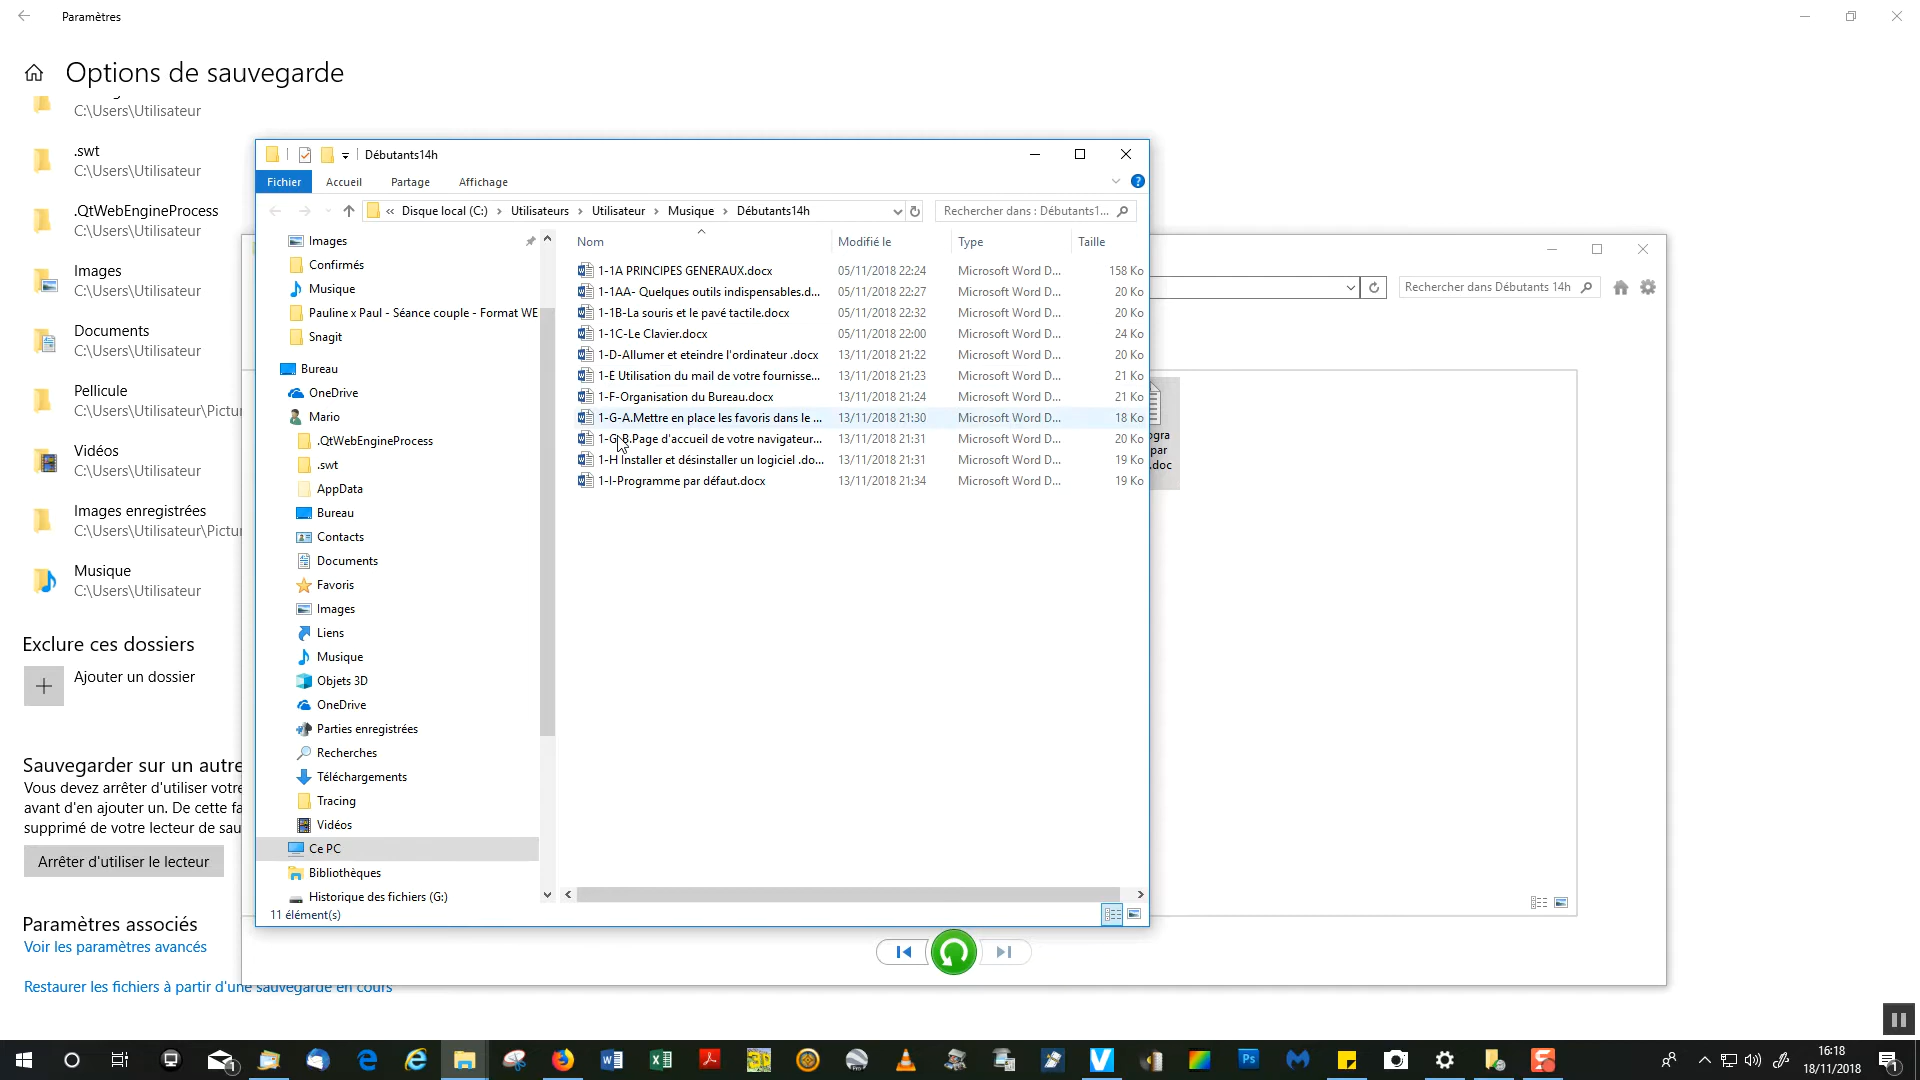 Paramètres
Options de sauvegarde
C:\Users\Utilisateur
.swt
C:\Users\Utilisateur
.QtWebEngineProcess
C:\Users\Utilisateur
Images
C:\Users\Utilisateur
Documents
C:\Users\Utilisateur
Pellicule
C:\Users\Utilisateur\Pictu
Vidéos
C:\Users\Utilisateur
Images enregistrées
C:\Users\Utilisateur\Pictu
Musique
C:\Users\Utilisateur
Exclure ces dossiers
Ajouter un dossier
Sauvegarder sur un autre
Vous devez arrêter d'utiliser votre
avant d'en ajouter un. De cette fa
supprimé de votre lecteur de sau
Arrêter d'utiliser le lecteur
Paramètres associés
Voir les paramètres avancés
Restaurer les fichiers à partir d'une sauvegarde en cours
Débutants14h
Fichier Accueil Partage Affichage
« Disque local (C:) > Utilisateurs > Utilisateur > Musique > Débutants14h
Rechercher dans : Débutants1...
Images
Confirmés
Musique
Pauline x Paul - Séance couple - Format WE
Snagit
Bureau
OneDrive
Mario
.QtWebEngineProcess
.swt
AppData
Bureau
Contacts
Documents
Favoris
Images
Liens
Musique
Objets 3D
OneDrive
Parties enregistrées
Recherches
Téléchargements
Tracing
Vidéos
Ce PC
Bibliothèques
Historique des fichiers (G:)
11 élément(s)
Nom Modifié le Type Taille
1-1A PRINCIPES GENERAUX.docx 05/11/2018 22:24 Microsoft Word D... 158 Ko
1-1AA- Quelques outils indispensables.d... 05/11/2018 22:27 Microsoft Word D... 20 Ko
1-1B-La souris et le pavé tactile.docx 05/11/2018 22:32 Microsoft Word D... 20 Ko
1-1C-Le Clavier.docx 05/11/2018 22:00 Microsoft Word D... 24 Ko
1-D-Allumer et eteindre l'ordinateur .docx 13/11/2018 21:22 Microsoft Word D... 20 Ko
1-E Utilisation du mail de votre fournisse... 13/11/2018 21:23 Microsoft Word D... 21 Ko
1-F-Organisation du Bureau.docx 13/11/2018 21:24 Microsoft Word D... 21 Ko
1-G-A.Mettre en place les favoris dans le ... 13/11/2018 21:30 Microsoft Word D... 18 Ko
1-G-B.Page d'accueil de votre navigateur... 13/11/2018 21:31 Microsoft Word D... 20 Ko
1-H Installer et désinstaller un logiciel .do... 13/11/2018 21:31 Microsoft Word D... 19 Ko
1-I-Programme par défaut.docx 13/11/2018 21:34 Microsoft Word D... 19 Ko
Rechercher dans Débutants 14h
ogra
par
.doc
16:18
18/11/2018